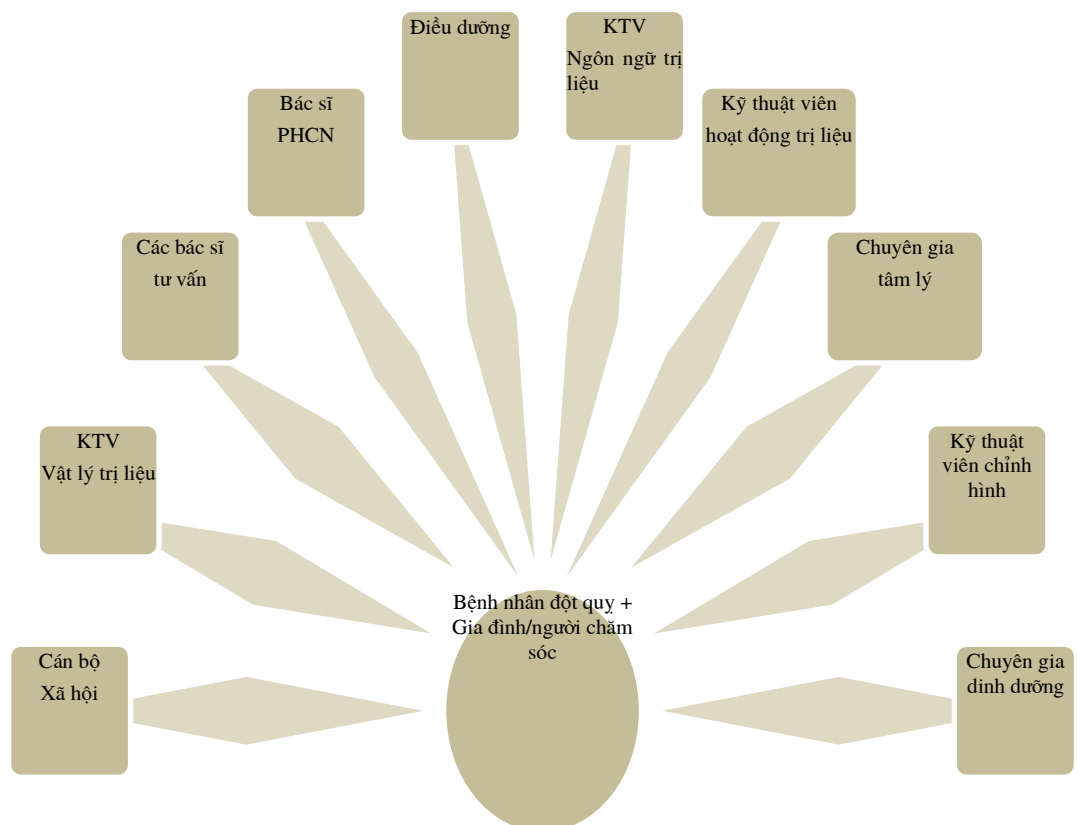 Điều dưỡng
KTV
Ngôn ngữ trị
liệu
Bác sĩ
PHCN
Kỹ thuật viên
hoạt động trị liệu
Các bác sĩ
tư vấn
Chuyên gia
tâm lý
KTV
Vật lý trị liệu
Kỹ thuật
viên chỉnh
hình
Bệnh nhân đột quỵ +
Gia đình/người chăm
sóc
Cán bộ
Xã hội
Chuyên gia
dinh dưỡng